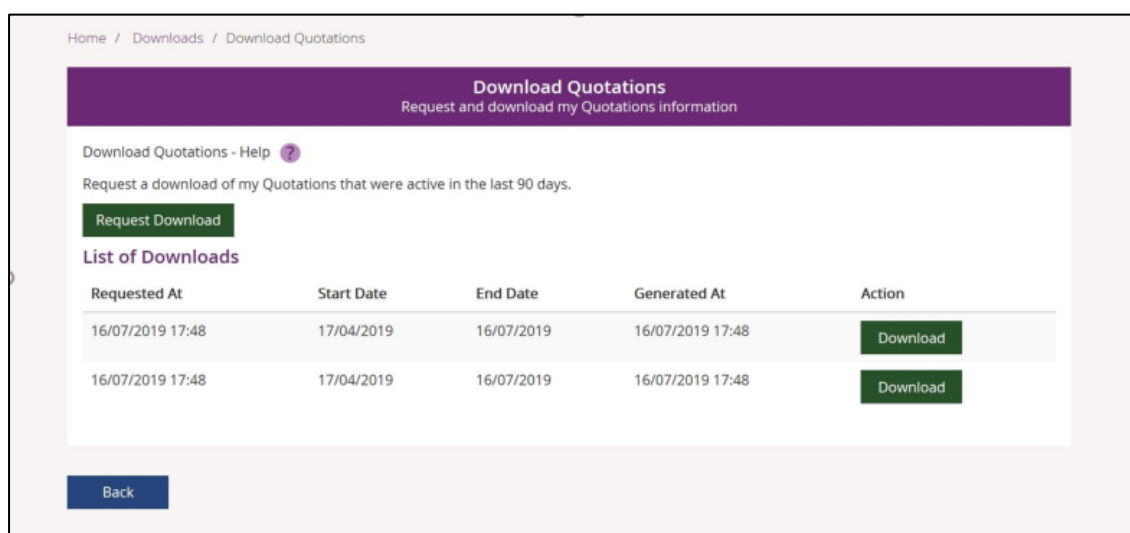 Home / Downloads / Download Quotations
Download Quotations
Request and download my Quotations information
Download Quotations - Help ?
Request a download of my Quotations that were active in the last 90 days.
Request Download
List of Downloads
Requested At Start Date End Date Generated At Action
16/07/2019 17:48 17/04/2019 16/07/2019 16/07/2019 17:48 Download
16/07/2019 17:48 17/04/2019 16/07/2019 16/07/2019 17:48 Download
Back